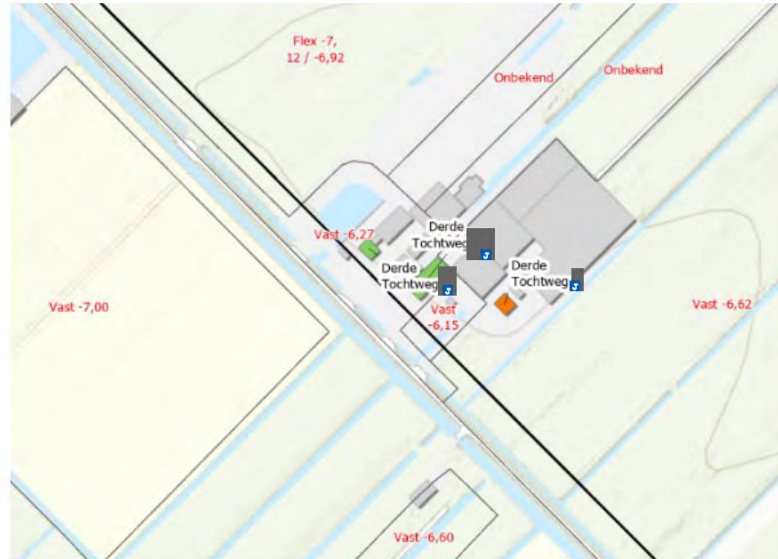 Flex -7,
12 / -6,92
Onbekend
Onbekend
Derde
Tochtweg
Vast -6,27
Derde
Tochtweg
Derde
Tochtweg
Vast
-6,15
Vast -7,00
Vast -6,62
Vast -6,60